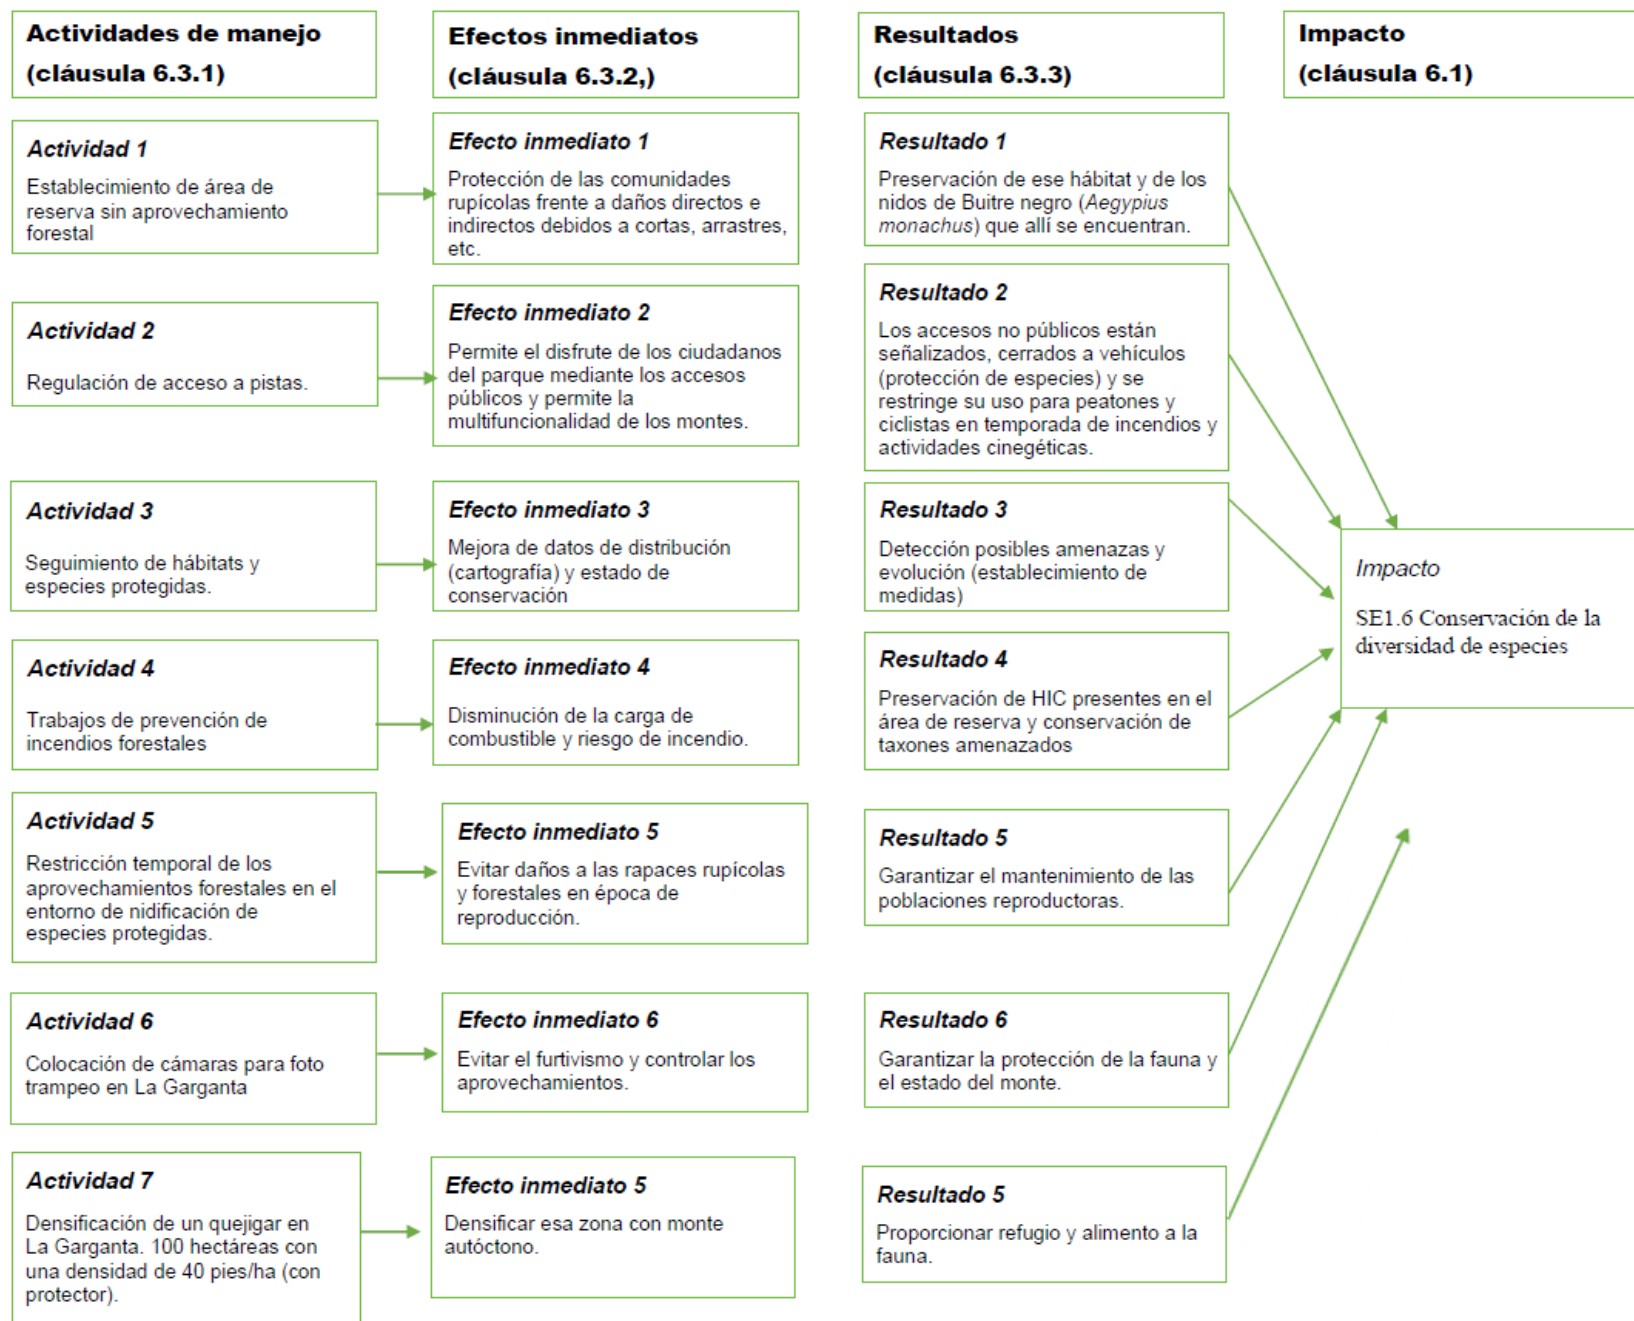 Actividades de manejo
(cláusula 6.3.1)
Efectos inmediatos
(cláusula 6.3.2,)
Resultados
(cláusula 6.3.3)
Impacto
(cláusula 6.1)
Actividad 1
Establecimiento de área de
reserva sin aprovechamiento
forestal
Efecto inmediato 1
Protección de las comunidades
rupícolas frente a daños directos e
indirectos debidos a cortas, arrastres,
etc.
Resultado 1
Preservación de ese hábitat y de los
nidos de Buitre negro (Aegypius
monachus) que allí se encuentran.
Actividad 2
Regulación de acceso a pistas.
Efecto inmediato 2
Permite el disfrute de los ciudadanos
del parque mediante los accesos
públicos y permite la
multifuncionalidad de los montes.
Resultado 2
Los accesos no públicos están
señalizados, cerrados a vehículos
(protección de especies) y se
restringe su uso para peatones y
ciclistas en temporada de incendios y
actividades cinegéticas.
Actividad 3
Seguimiento de hábitats y
especies protegidas.
Efecto inmediato 3
Mejora de datos de distribución
(cartografía) y estado de
conservación
Resultado 3
Detección posibles amenazas y
evolución (establecimiento de
medidas)
Impacto
SE1.6 Conservación de la
diversidad de especies
Actividad 4
Trabajos de prevención de
incendios forestales
Efecto inmediato 4
Disminución de la carga de
combustible y riesgo de incendio.
Resultado 4
Preservación de HIC presentes en el
área de reserva y conservación de
taxones amenazados
Actividad 5
Restricción temporal de los
aprovechamientos forestales en el
entorno de nidificación de
especies protegidas.
Efecto inmediato 5
Evitar daños a las rapaces rupícolas
y forestales en época de
reproducción.
Resultado 5
Garantizar el mantenimiento de las
poblaciones reproductoras.
Actividad 6
Colocación de cámaras para foto
trampeo en La Garganta
Efecto inmediato 6
Evitar el furtivismo y controlar los
aprovechamientos.
Resultado 6
Garantizar la protección de la fauna y
el estado del monte.
Actividad 7
Densificación de un quejigar en
La Garganta. 100 hectáreas con
una densidad de 40 pies/ha (con
protector).
Efecto inmediato 5
Densificar esa zona con monte
autóctono.
Resultado 5
Proporcionar refugio y alimento a la
fauna.